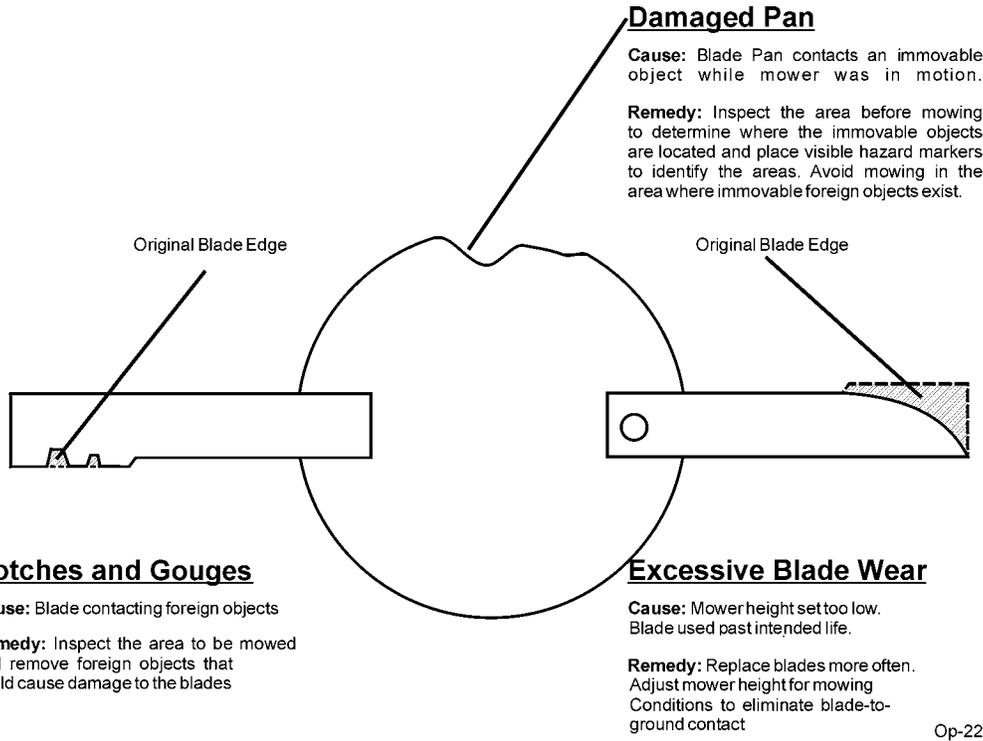 Damaged Pan
Cause: Blade Pan contacts an immovable
object while mower was in motion.
Remedy: Inspect the area before mowing
to determine where the immovable objects
are located and place visible hazard markers
to identify the areas. Avoid mowing in the
area where immovable foreign objects exist.
Original Blade Edge
Original Blade Edge
otches and Gouges
use: Blade contacting foreign objects
medy: Inspect the area to be mowed
remove foreign objects that
ld cause damage to the blades
Excessive Blade Wear
Cause: Mower height set too low.
Blade used past intended life.
Remedy: Replace blades more often.
Adjust mower height for mowing
Conditions to eliminate blade-to-
ground contact
Op-22